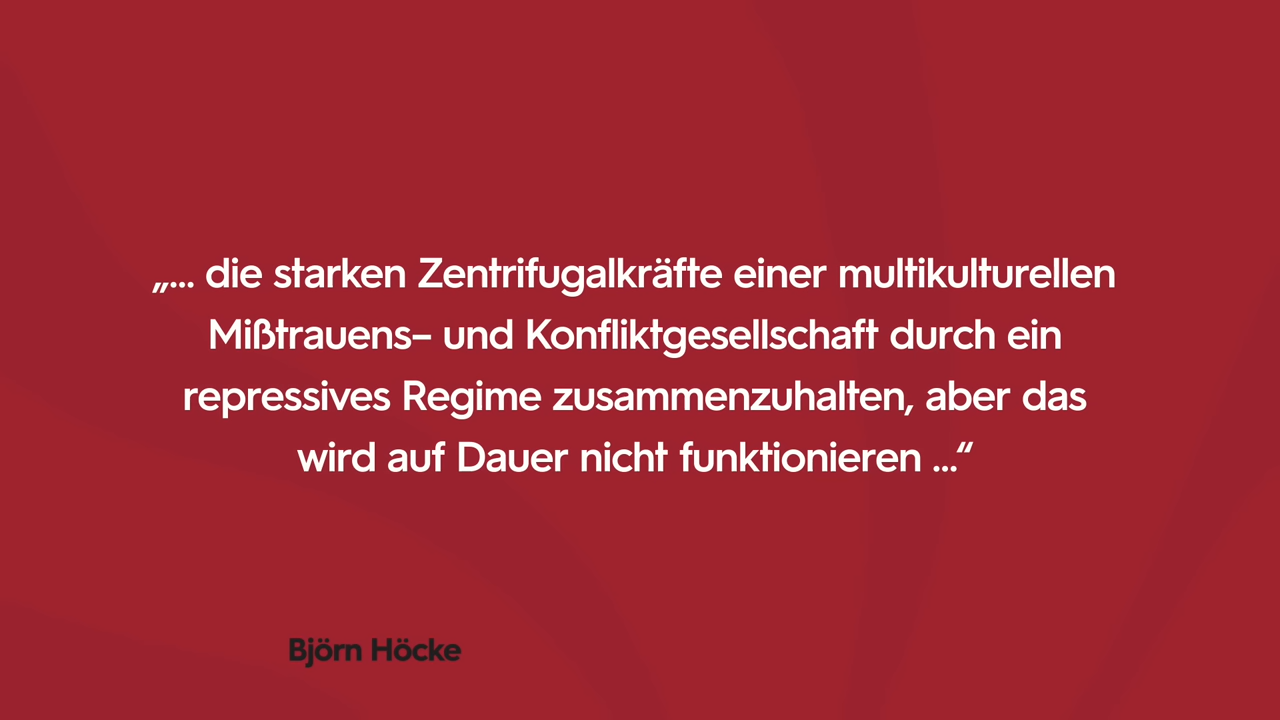 „... die starken Zentrifugalkräfte einer multikulturellen
Mißtrauens– und Konfliktgesellschaft durch ein
repressives Regime zusammenzuhalten, aber das
wird auf Dauer nicht funktionieren ...“
Björn Höcke